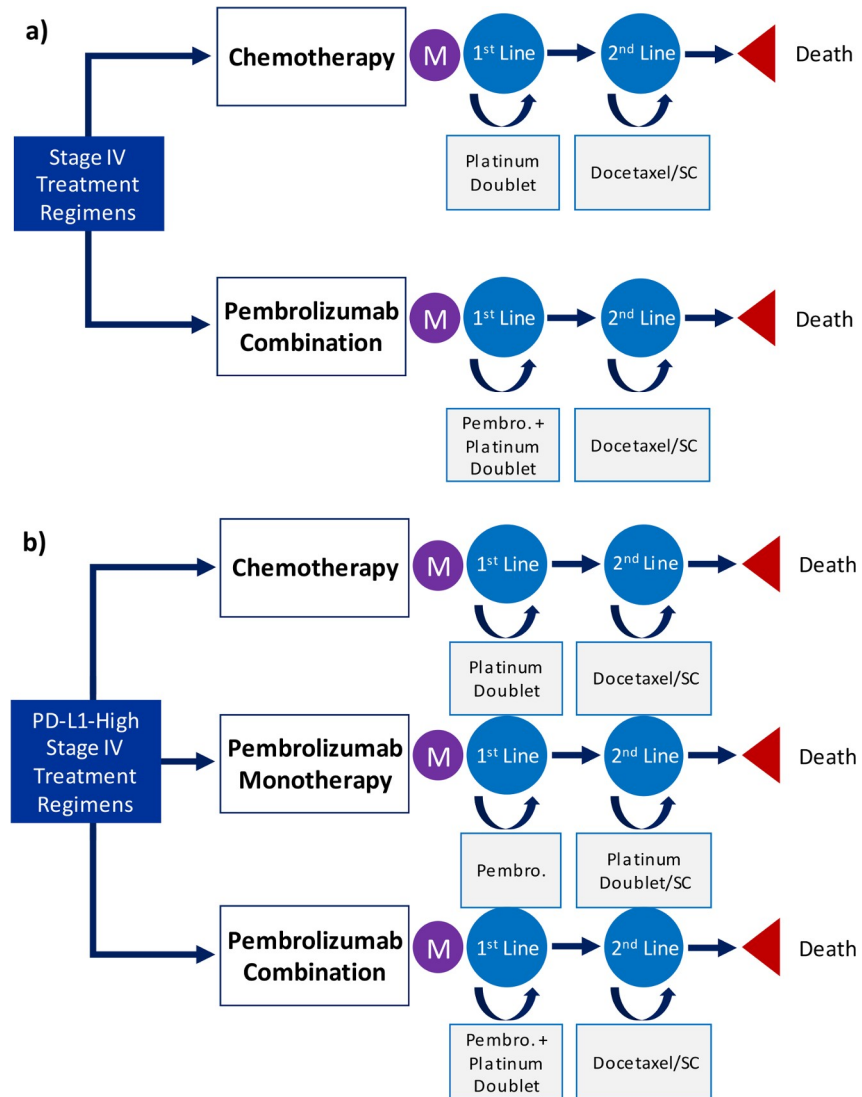 a)
Stage IV
Treatment
Regimens
Chemotherapy
M
1st Line
2nd Line
Death
Platinum
Doublet
Docetaxel/SC
Pembrolizumab
Combination
M
1st Line
2nd Line
Death
Pembro. +
Platinum
Doublet
Docetaxel/SC
b)
PD-L1-High
Stage IV
Treatment
Regimens
Chemotherapy
M
1st Line
2nd Line
Death
Platinum
Doublet
Docetaxel/SC
Pembrolizumab
Monotherapy
M
1st Line
2nd Line
Death
Pembro.
Platinum
Doublet/SC
Pembrolizumab
Combination
M
1st Line
2nd Line
Death
Pembro. +
Platinum
Doublet
Docetaxel/SC